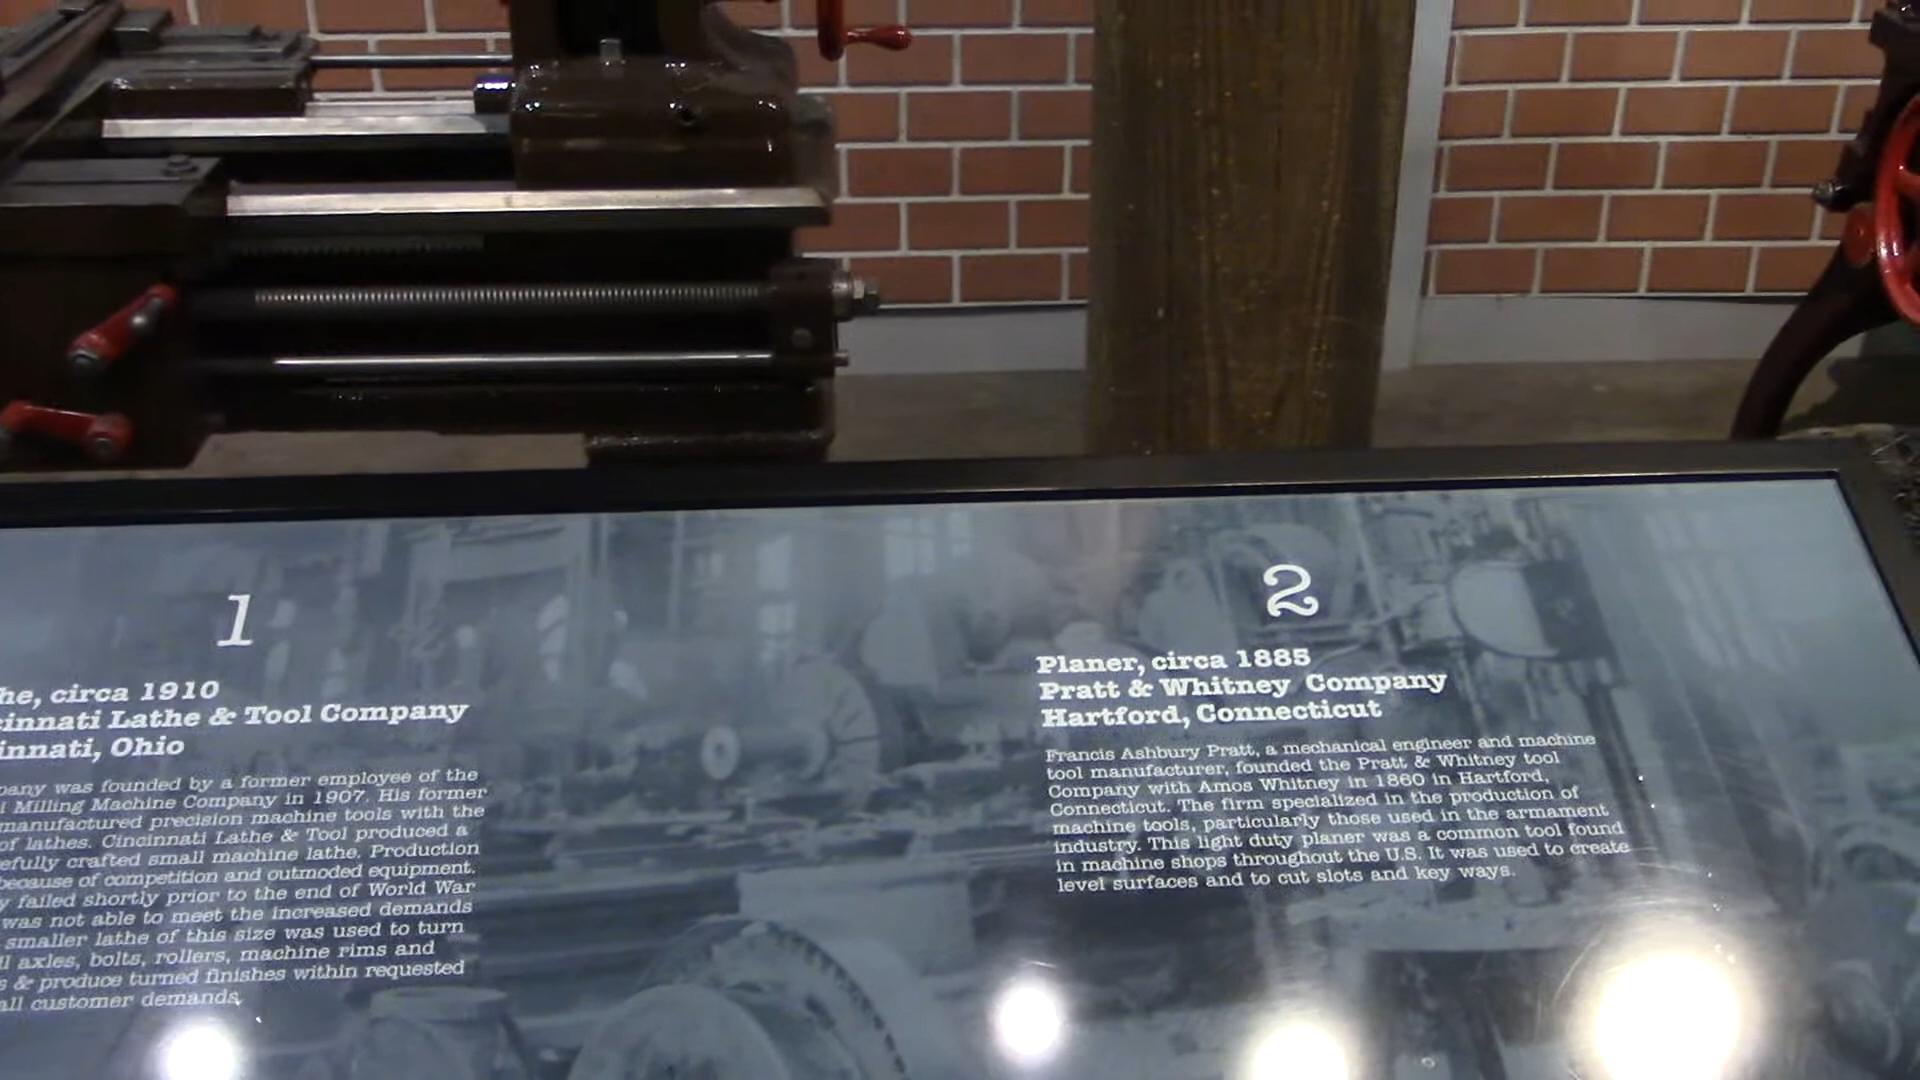 1
he, circa 1910
cinnati Lathe & Tool Company
innati, Ohio
pany was founded by a former employee of the
l Milling Machine Company in 1907. His former
manufactured precision machine tools with the
of lathes. Cincinnati Lathe & Tool produced a
efully crafted small machine lathe. Production
because of competition and outmoded equipment.
y failed shortly prior to the end of World War
was not able to meet the increased demands
smaller lathe of this size was used to turn
ll axles, bolts, rollers, machine rims and
s & produce turned finishes within requested
all customer demands.
2
Planer, circa 1885
Pratt & Whitney Company
Hartford, Connecticut
Francis Ashbury Pratt, a mechanical engineer and machine
tool manufacturer, founded the Pratt & Whitney tool
Company with Amos Whitney in 1860 in Hartford,
Connecticut. The firm specialized in the production of
machine tools, particularly those used in the armament
industry. This light duty planer was a common tool found
in machine shops throughout the U.S. It was used to create
level surfaces and to cut slots and key ways.